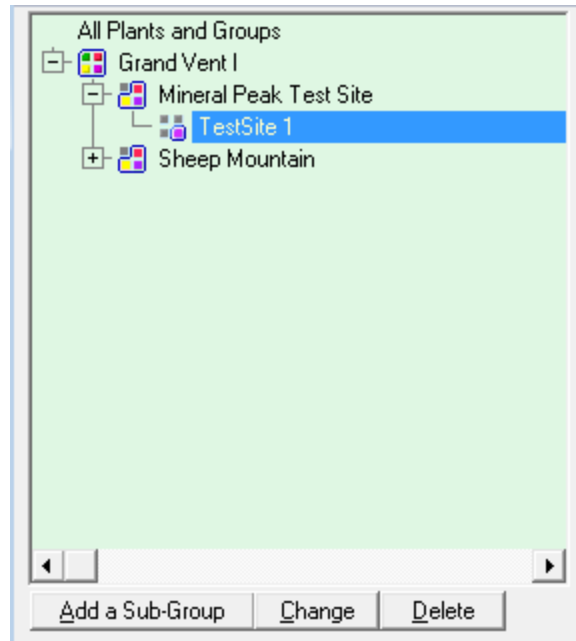 All Plants and Groups
Grand Vent I
Mineral Peak Test Site
TestSite 1
Sheep Mountain
Add a Sub-Group Change Delete